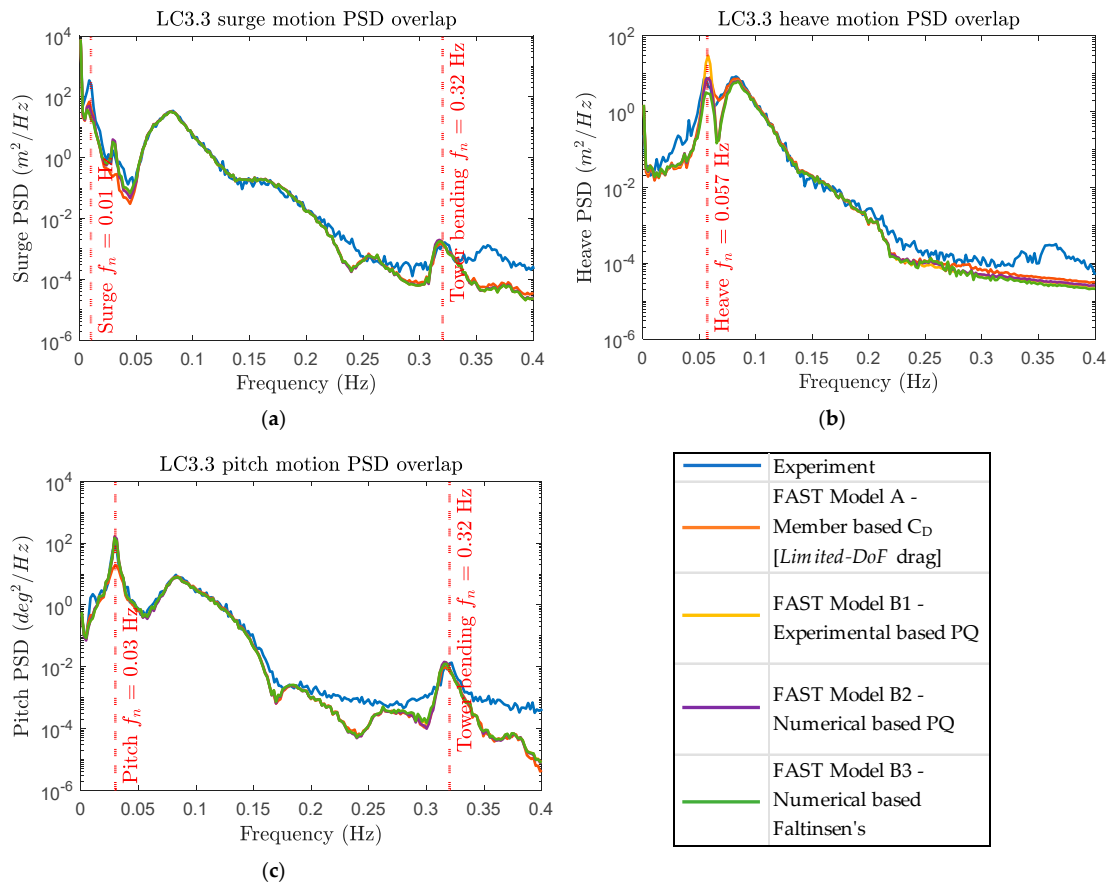 LC3.3 surge motion PSD overlap
10^4
10^2
10^0
10^-2
10^-4
10^-6
Surge PSD (m^2/Hz)
Surge f_n = 0.01 Hz
Tower bending f_n = 0.32 Hz
0 0.05 0.1 0.15 0.2 0.25 0.3 0.35 0.4
Frequency (Hz)
(a)
LC3.3 heave motion PSD overlap
10^2
10^0
10^-2
10^-4
10^-6
Heave PSD (m^2/Hz)
Heave f_n = 0.057 Hz
0 0.05 0.1 0.15 0.2 0.25 0.3 0.35 0.4
Frequency (Hz)
(b)
LC3.3 pitch motion PSD overlap
10^4
10^2
10^0
10^-2
10^-4
10^-6
Pitch PSD (deg^2/Hz)
Pitch f_n = 0.03 Hz
Tower bending f_n = 0.32 Hz
0 0.05 0.1 0.15 0.2 0.25 0.3 0.35 0.4
Frequency (Hz)
(c)
Experiment
FAST Model A -
Member based C_D
[Limited-DoF drag]
FAST Model B1 -
Experimental based PQ
FAST Model B2 -
Numerical based PQ
FAST Model B3 -
Numerical based
Faltinsen's